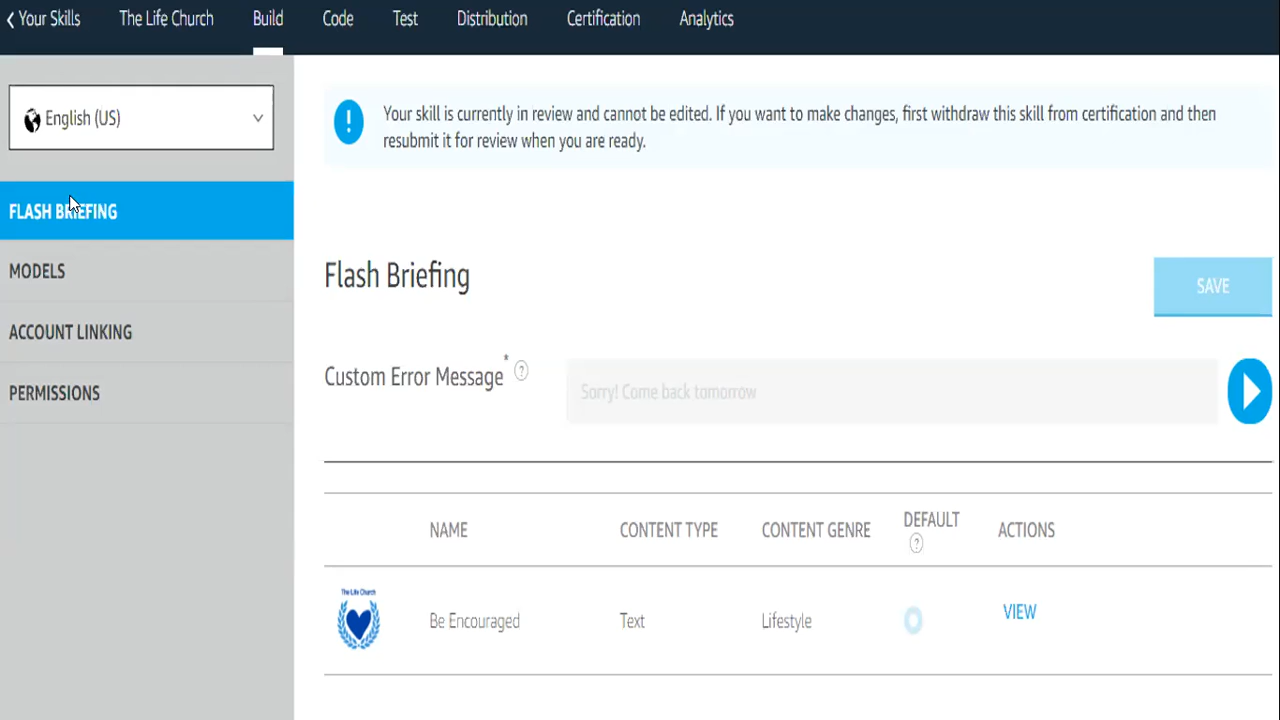 Your Skills The Life Church Build Code Test Distribution Certification Analytics
English (US)
Your skill is currently in review and cannot be edited. If you want to make changes, first withdraw this skill from certification and then
resubmit it for review when you are ready.
FLASH BRIEFING
MODELS
ACCOUNT LINKING
PERMISSIONS
Flash Briefing
SAVE
Custom Error Message * ?
Sorry! Come back tomorrow
NAME CONTENT TYPE CONTENT GENRE DEFAULT ? ACTIONS
The Life Church
Be Encouraged Text Lifestyle VIEW